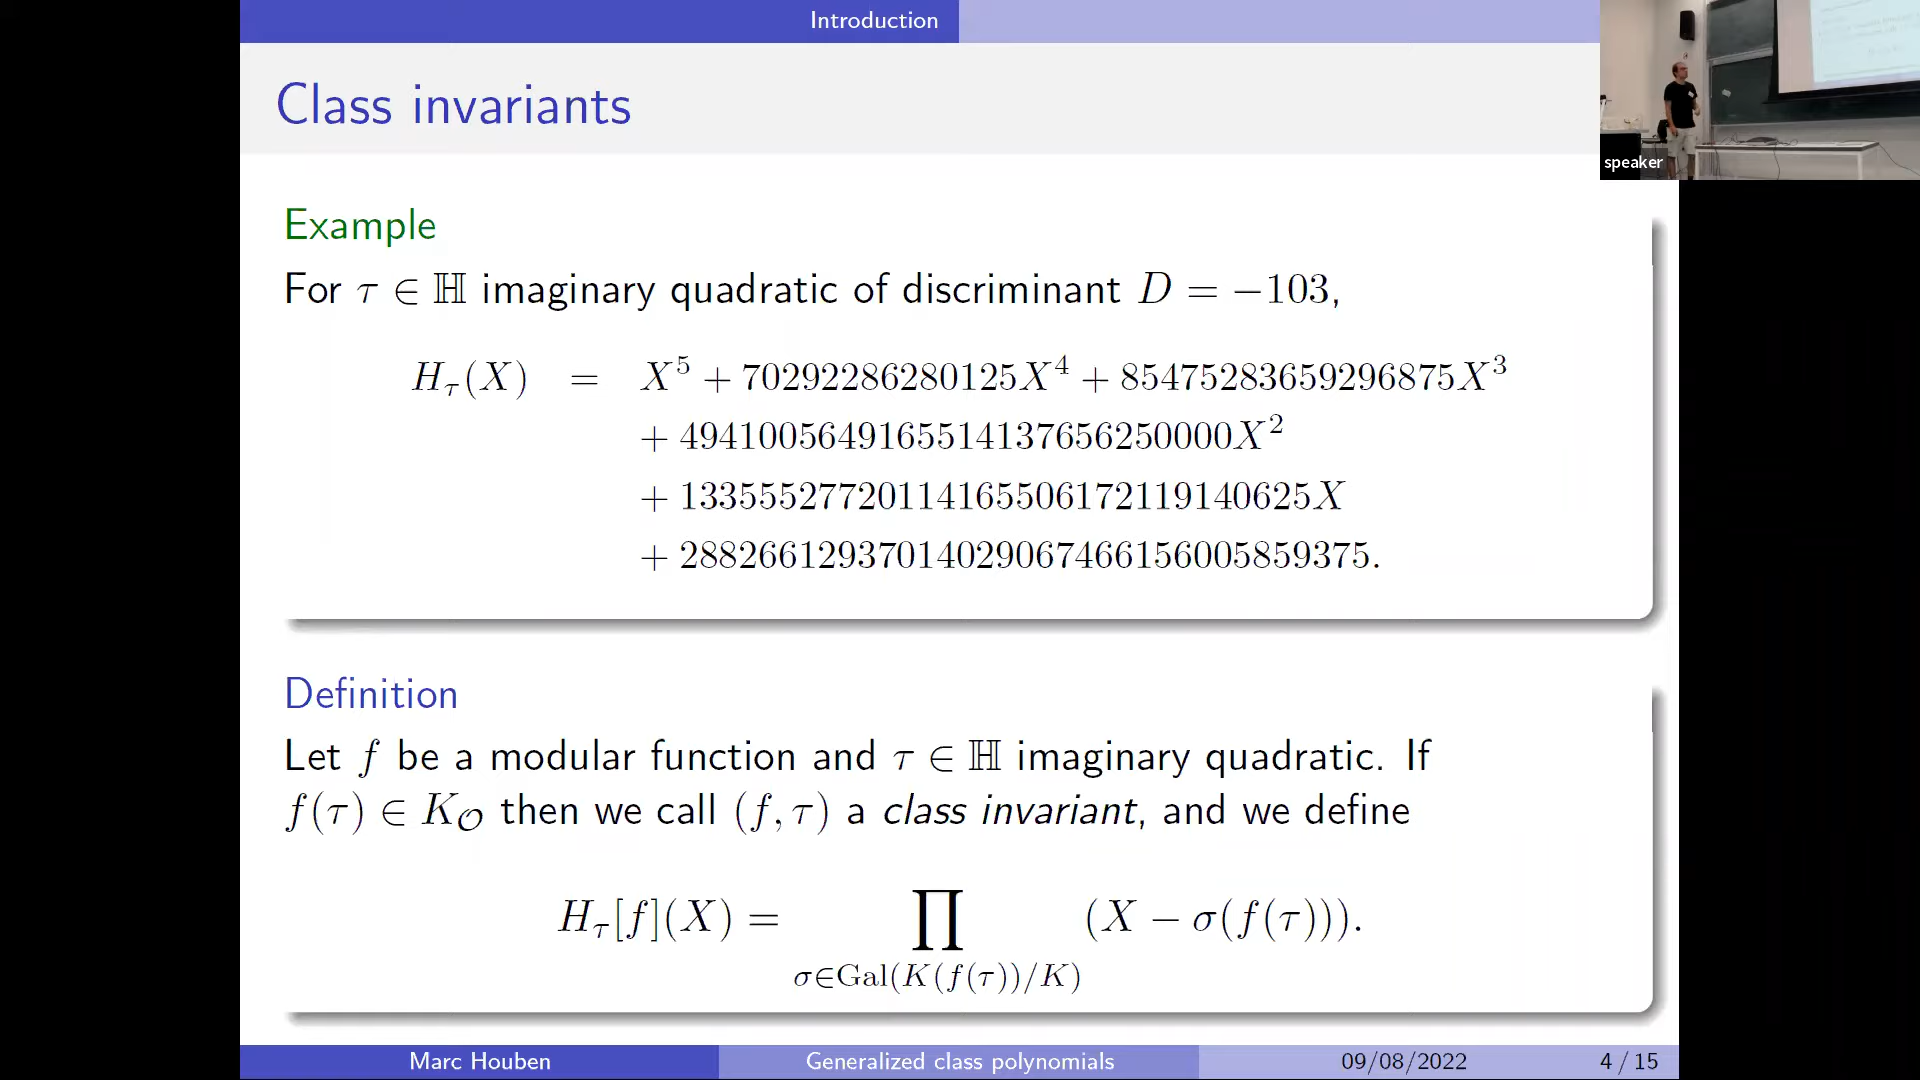 Introduction
Class invariants
speaker
Example
For τ ∈ ℍ imaginary quadratic of discriminant D = −103,
H_τ(X) = X^5 + 70292286280125X^4 + 85475283659296875X^3
+ 4941005649165514137656250000X^2
+ 13355527720114165506172119140625X
+ 28826612937014029067466156005859375.
Definition
Let f be a modular function and τ ∈ ℍ imaginary quadratic. If
f(τ) ∈ K_𝒪 then we call (f, τ) a class invariant, and we define
H_τ[f](X) = ∏ (X − σ(f(τ))).
σ∈Gal(K(f(τ))/K)
Marc Houben
Generalized class polynomials
09/08/2022
4 / 15